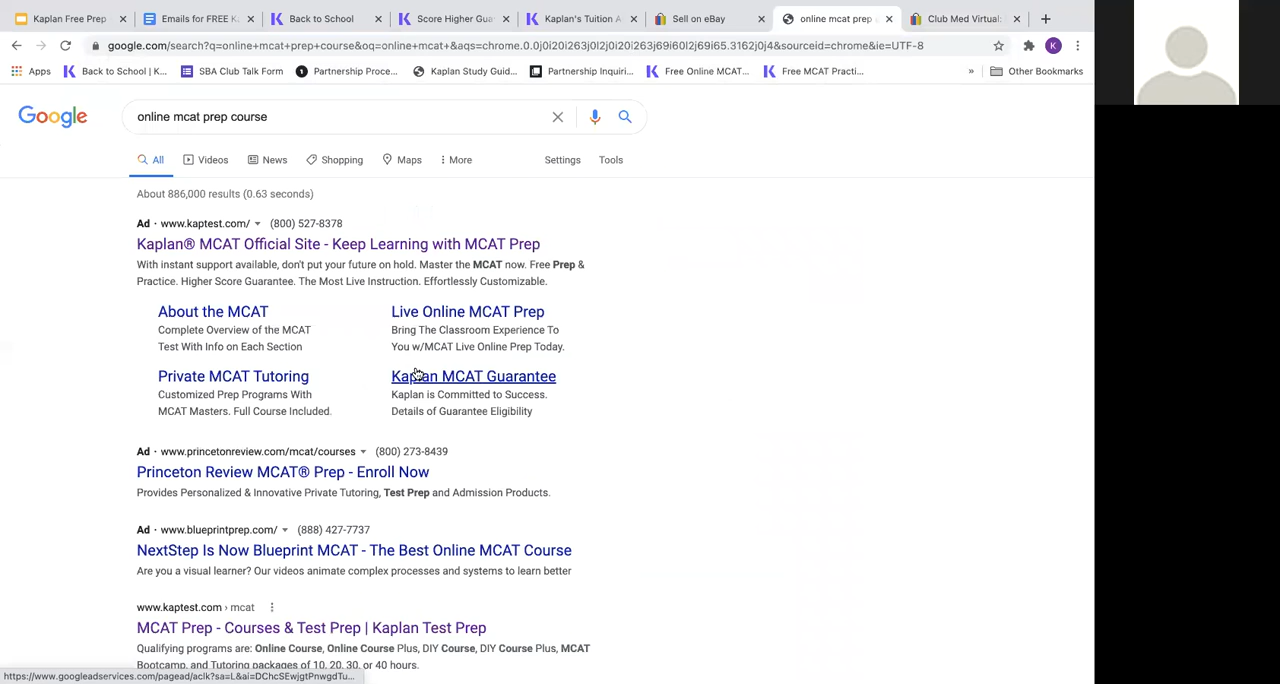 Kaplan Free Prep
Emails for FREE K
Back to School
Score Higher Gua
Kaplan's Tuition A
Sell on eBay
online mcat prep
Club Med Virtual:
google.com/search?q=online+mcat+prep+course&oq=online+mcat+&aqs=chrome.0.0j0i20i263j0l2j0i20i263j69i60l2j69i65.3162j0j4&sourceid=chrome&ie=UTF-8
K
Apps
Back to School | K...
SBA Club Talk Form
Partnership Proce...
Kaplan Study Guid...
Partnership Inquiri...
Free Online MCAT...
Free MCAT Practi...
»
Other Bookmarks
Google
online mcat prep course
All
Videos
News
Shopping
Maps
More
Settings
Tools
About 886,000 results (0.63 seconds)
Ad · www.kaptest.com/ (800) 527-8378
Kaplan® MCAT Official Site - Keep Learning with MCAT Prep
With instant support available, don't put your future on hold. Master the MCAT now. Free Prep &
Practice. Higher Score Guarantee. The Most Live Instruction. Effortlessly Customizable.
About the MCAT
Complete Overview of the MCAT
Test With Info on Each Section
Live Online MCAT Prep
Bring The Classroom Experience To
You w/MCAT Live Online Prep Today.
Private MCAT Tutoring
Customized Prep Programs With
MCAT Masters. Full Course Included.
Kaplan MCAT Guarantee
Kaplan is Committed to Success.
Details of Guarantee Eligibility
Ad · www.princetonreview.com/mcat/courses (800) 273-8439
Princeton Review MCAT® Prep - Enroll Now
Provides Personalized & Innovative Private Tutoring, Test Prep and Admission Products.
Ad · www.blueprintprep.com/ (888) 427-7737
NextStep Is Now Blueprint MCAT - The Best Online MCAT Course
Are you a visual learner? Our videos animate complex processes and systems to learn better
www.kaptest.com › mcat
MCAT Prep - Courses & Test Prep | Kaplan Test Prep
Qualifying programs are: Online Course, Online Course Plus, DIY Course, DIY Course Plus, MCAT
Bootcamp, and Tutoring packages of 10, 20, 30, or 40 hours.
https://www.googleadservices.com/pagead/aclk?sa=L&ai=DChcSEwjgtPnwgdTu...